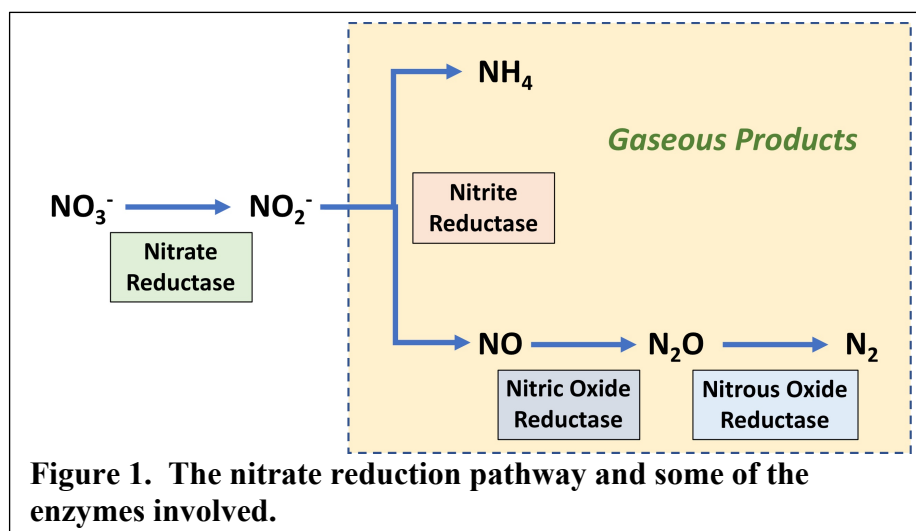 NH₄
Gaseous Products
NO₃⁻
NO₂⁻
Nitrite
Reductase
Nitrate
Reductase
NO
N₂O
N₂
Nitric Oxide
Reductase
Nitrous Oxide
Reductase
Figure 1. The nitrate reduction pathway and some of the
enzymes involved.